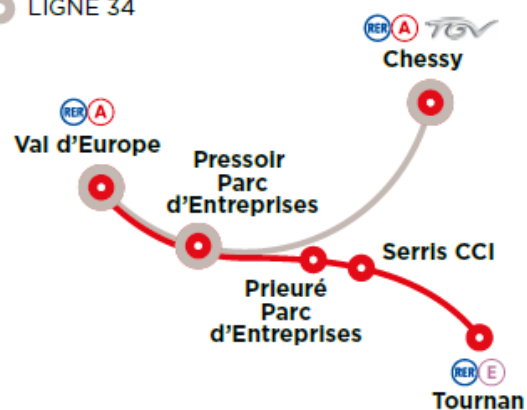 LIGNE 34
RER A TGV
Chessy
RER A
Val d'Europe
Pressoir
Parc
d'Entreprises
Serris CCI
Prieuré
Parc
d'Entreprises
RER E
Tournan